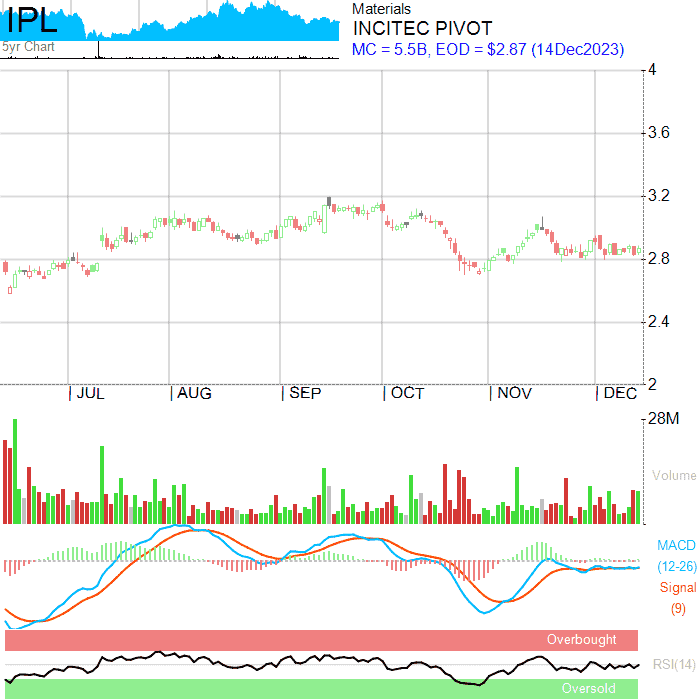 IPL
5yr Chart
Materials
INCITEC PIVOT
MC = 5.5B, EOD = $2.87 (14Dec2023)
4
3.6
3.2
2.8
2.4
2
JUL AUG SEP OCT NOV DEC
28M
Volume
MACD
(12-26)
Signal
(9)
Overbought
RSI(14)
Oversold